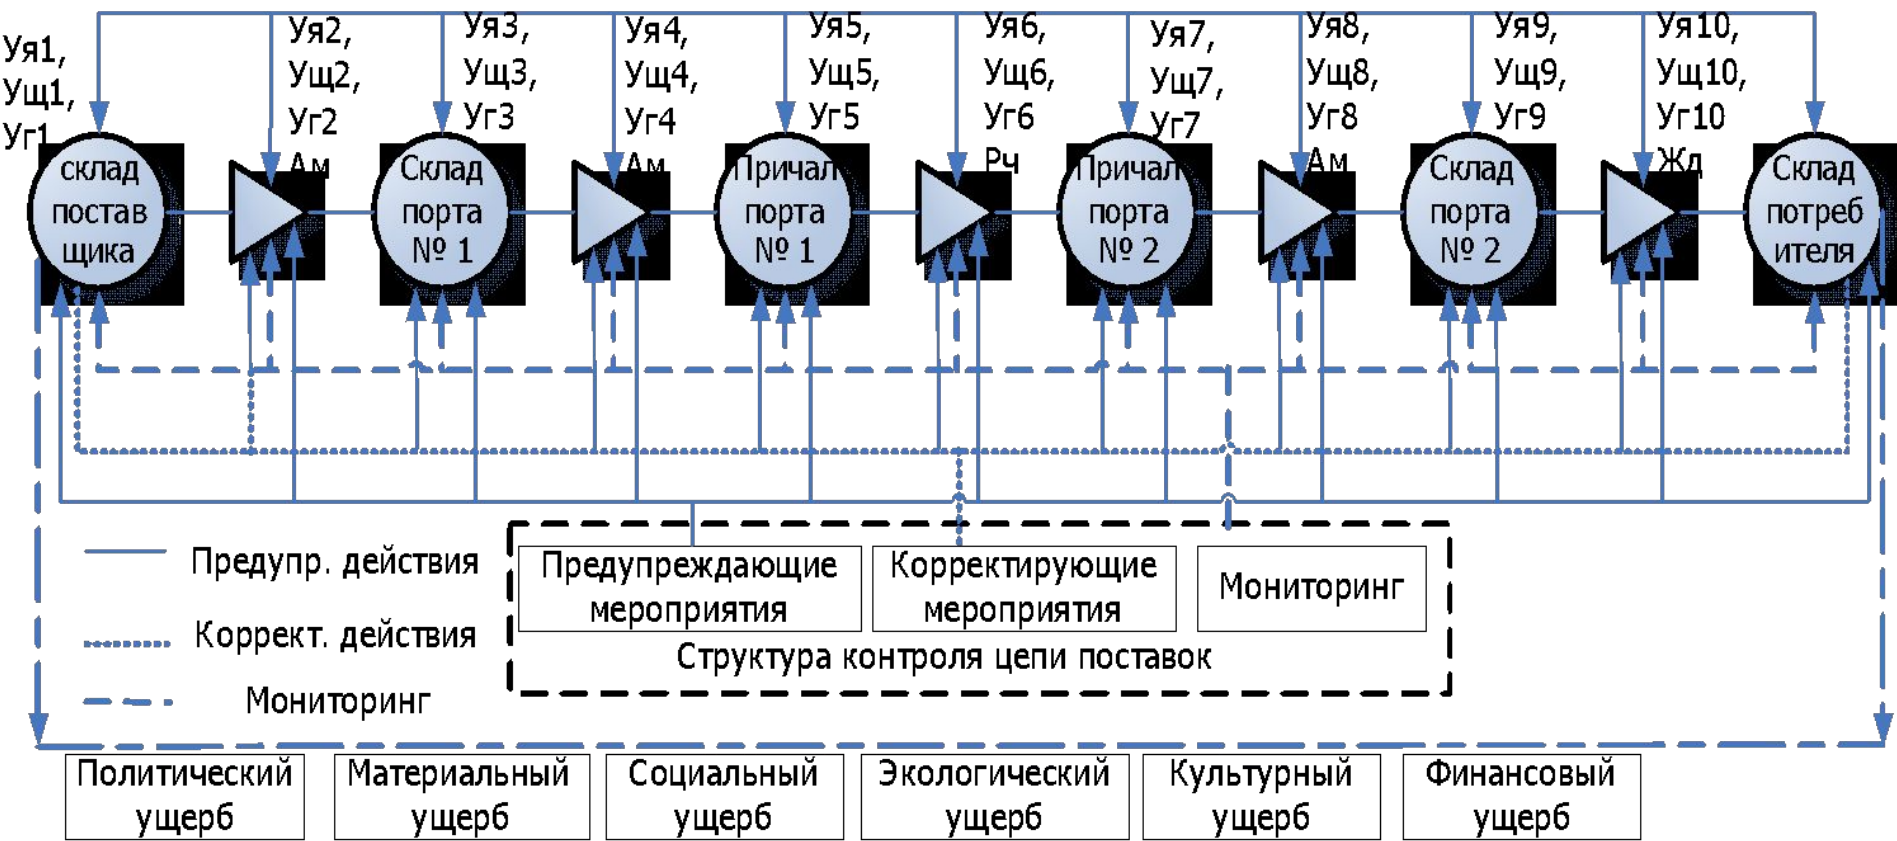 Уя1,
Ущ1,
Уг1
Уя2,
Ущ2,
Уг2
Ам
Уя3,
Ущ3,
Уг3
Уя4,
Ущ4,
Уг4
Ам
Уя5,
Ущ5,
Уг5
Уя6,
Ущ6,
Уг6
Рч
Уя7,
Ущ7,
Уг7
Уя8,
Ущ8,
Уг8
Ам
Уя9,
Ущ9,
Уг9
Уя10,
Ущ10,
Уг10
Жд
склад
постав
щика
Склад
порта
№ 1
Причал
порта
№ 1
Причал
порта
№ 2
Склад
порта
№ 2
Склад
потреб
ителя
Предупр. действия
Коррект. действия
Мониторинг
Предупреждающие
мероприятия
Корректирующие
мероприятия
Мониторинг
Структура контроля цепи поставок
Политический
ущерб
Материальный
ущерб
Социальный
ущерб
Экологический
ущерб
Культурный
ущерб
Финансовый
ущерб